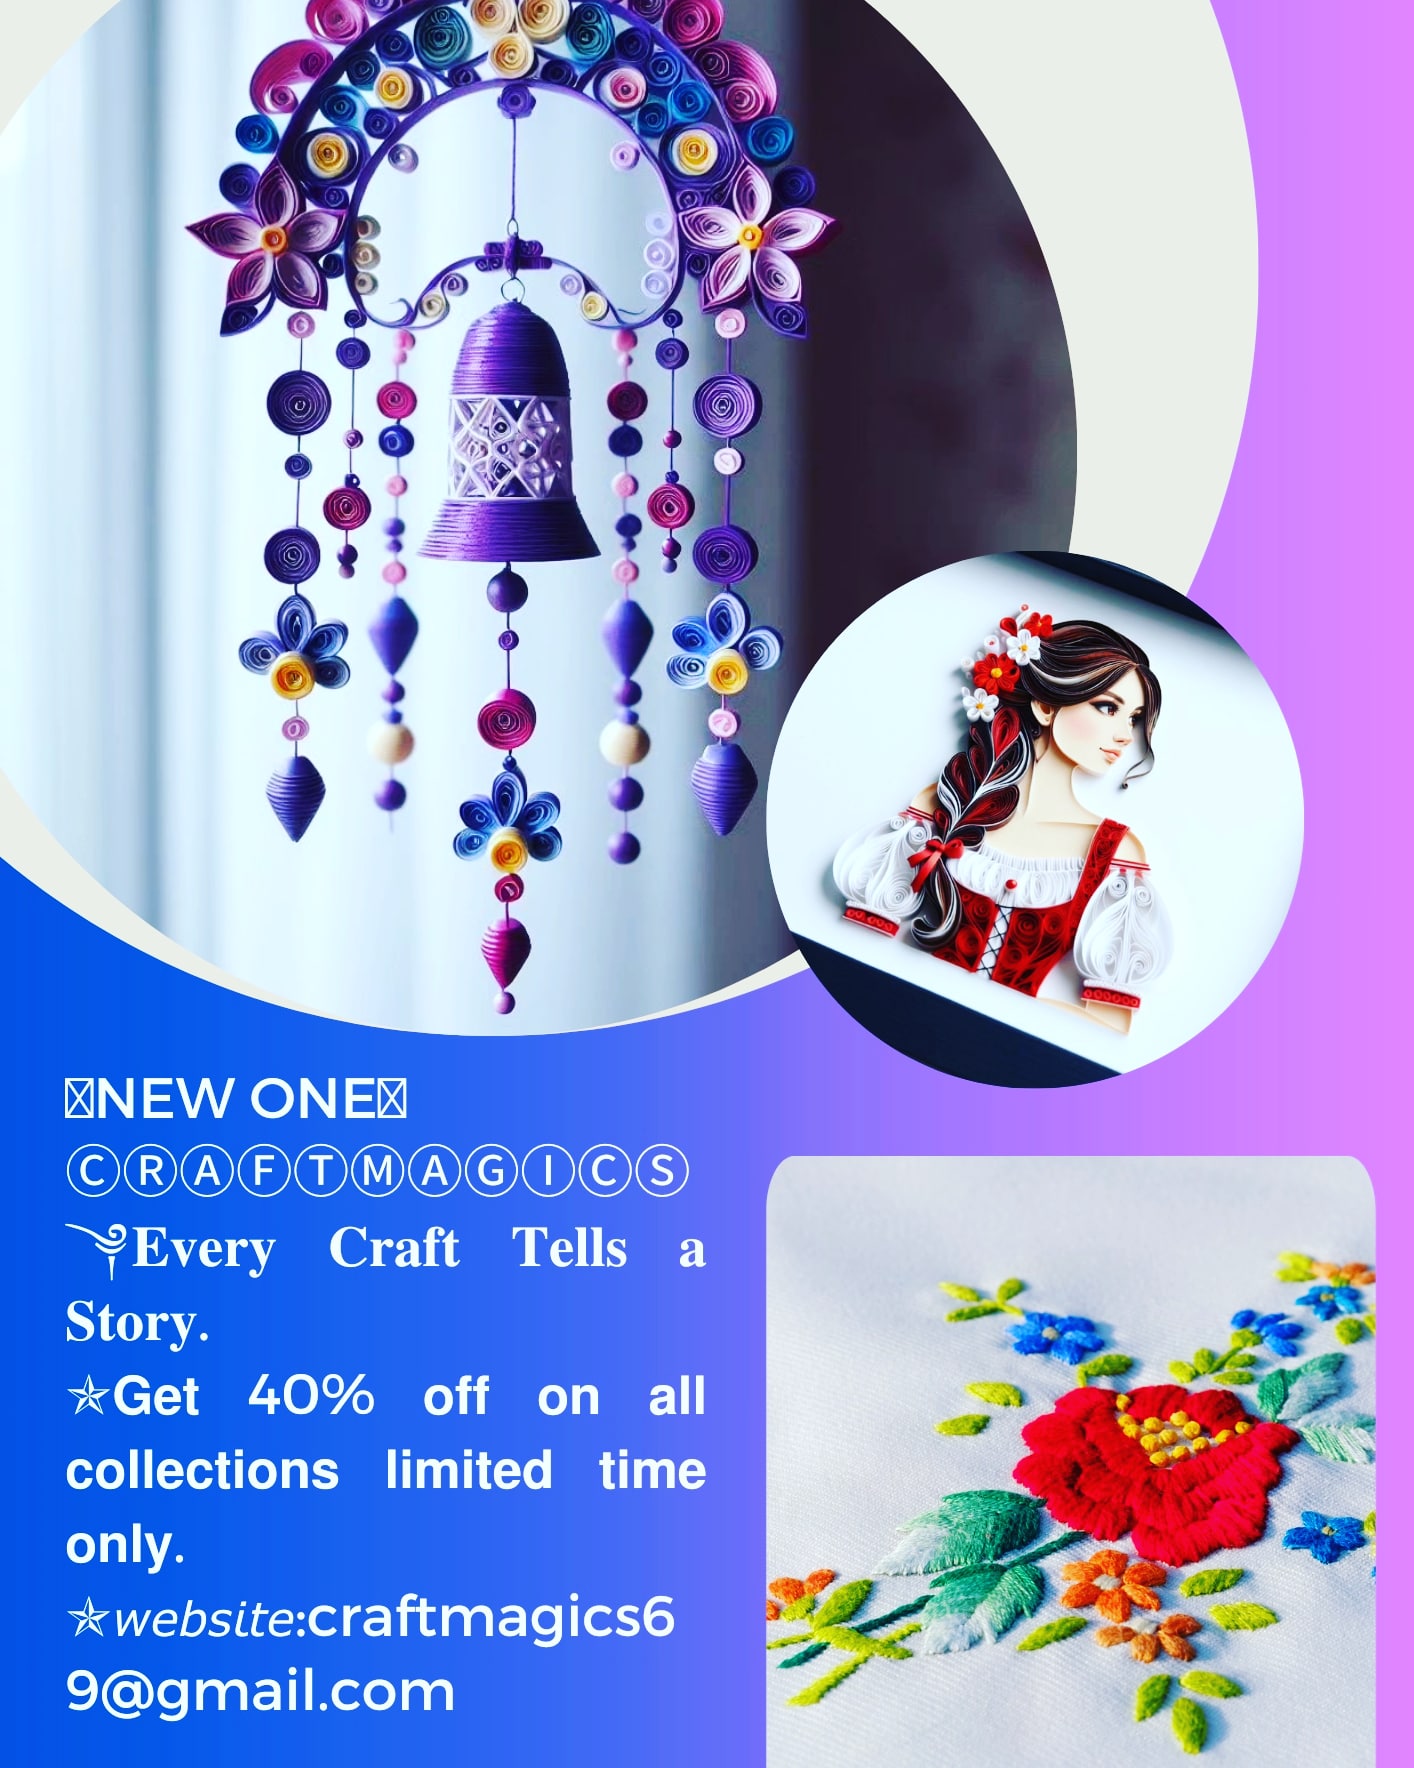 NEW ONE
ⒸⓇⒶⒻⓉⓂⒶⒼⒾⒸⓈ
Every Craft Tells a
Story.
✯Get 40% off on all
collections limited time
only.
✯website:craftmagics6
9@gmail.com